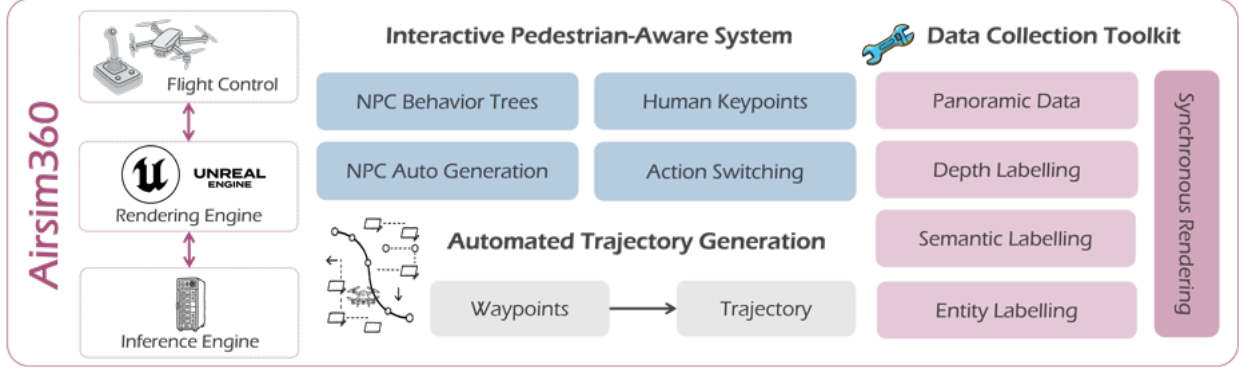 Airsim360
Flight Control
UNREAL
ENGINE
Rendering Engine
Inference Engine
Interactive Pedestrian-Aware System
NPC Behavior Trees
Human Keypoints
NPC Auto Generation
Action Switching
Automated Trajectory Generation
Waypoints
Trajectory
Data Collection Toolkit
Panoramic Data
Depth Labelling
Semantic Labelling
Entity Labelling
Synchronous Rendering